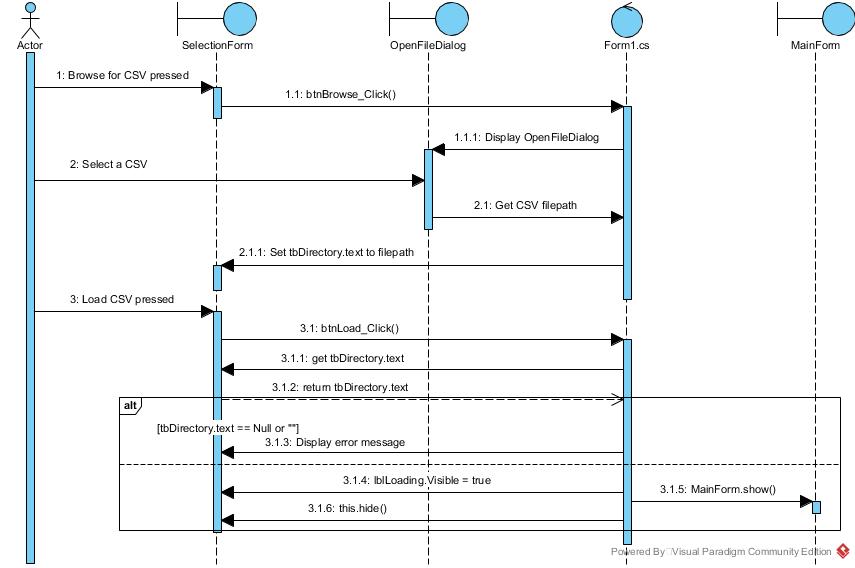 Actor
SelectionForm
OpenFileDialog
Form1.cs
MainForm
1: Browse for CSV pressed
1.1: btnBrowse_Click()
1.1.1: Display OpenFileDialog
2: Select a CSV
2.1: Get CSV filepath
2.1.1: Set tbDirectory.text to filepath
3: Load CSV pressed
3.1: btnLoad_Click()
3.1.1: get tbDirectory.text
3.1.2: return tbDirectory.text
alt
[tbDirectory.text == Null or ""]
3.1.3: Display error message
3.1.4: lblLoading.Visible = true
3.1.5: MainForm.show()
3.1.6: this.hide()
Powered By Visual Paradigm Community Edition